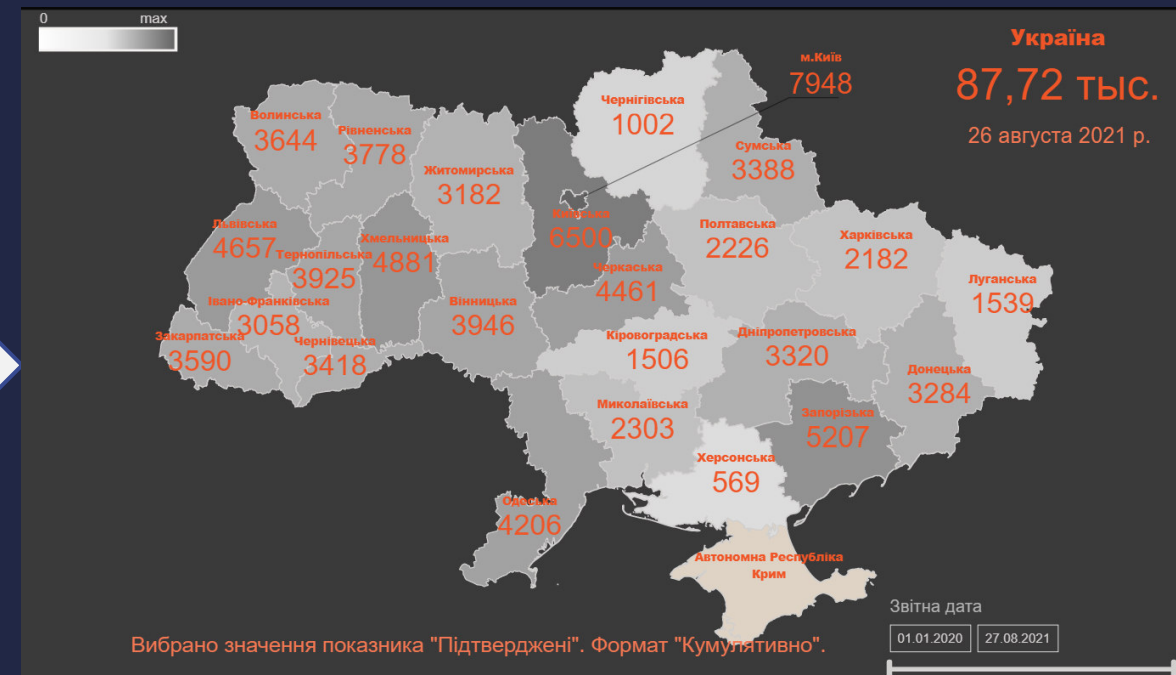 0 max
Україна
87,72 тыс.
26 августа 2021 р.
м.Київ
7948
Чернігівська
1002
Волинська
3644
Рівненська
3778
Житомирська
3182
Сумська
3388
Київська
6500
Львівська
4657
Тернопільська
3925
Хмельницька
4881
Полтавська
2226
Харківська
2182
Черкаська
4461
Луганська
1539
Івано-Франківська
3058
Вінницька
3946
Закарпатська
3590
Чернівецька
3418
Кіровоградська
1506
Дніпропетровська
3320
Донецька
3284
Миколаївська
2303
Запорізька
5207
Херсонська
569
Одеська
4206
Автономна Республіка
Крим
Звітна дата
01.01.2020 27.08.2021
Вибрано значення показника "Підтверджені". Формат "Кумулятивно".